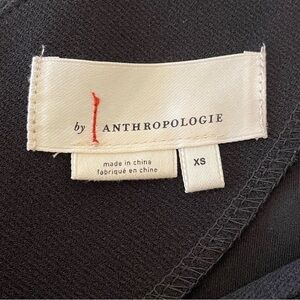 by ANTHROPOLOGIE
made in china
fabriqué en chine
XS